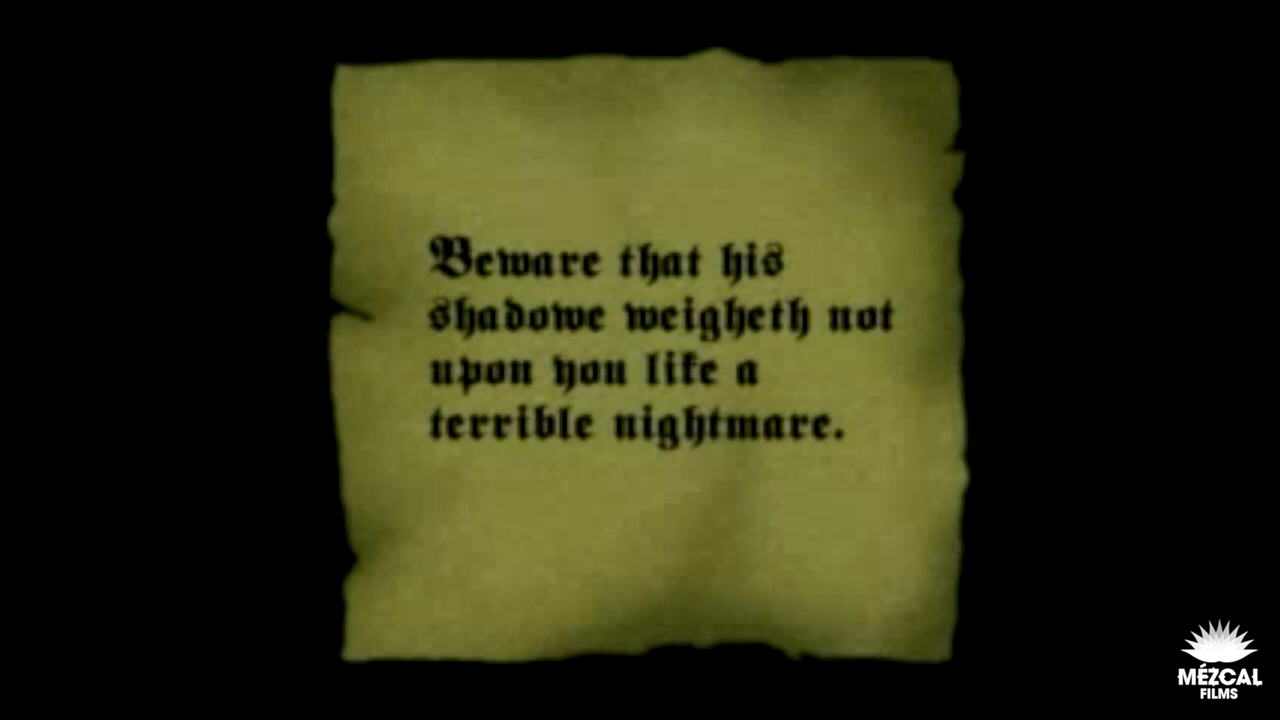 Beware that his
shadowe weigheth not
upon you like a
terrible nightmare.
MÉZCAL
FILMS